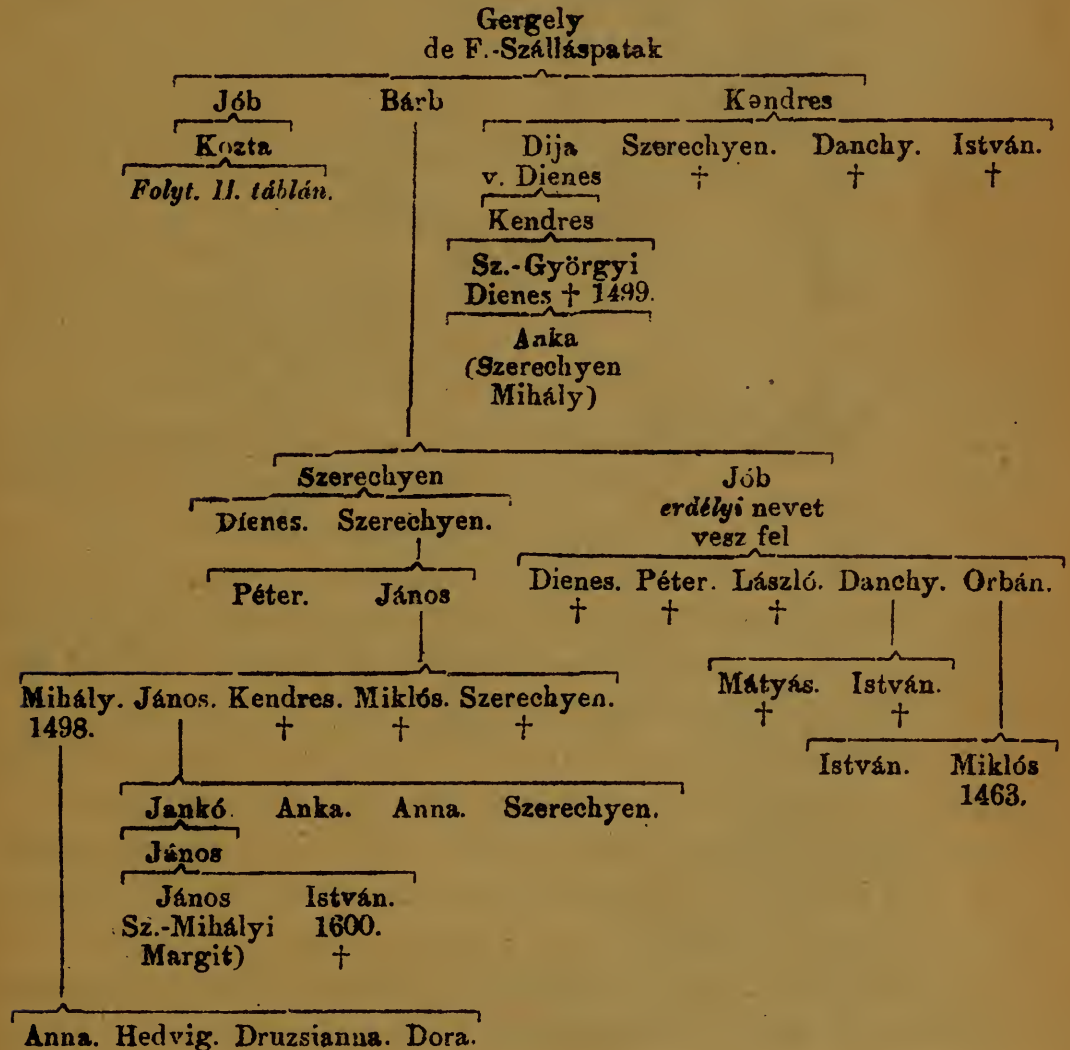 Gergely
de F.-Szálláspatak
Jób Bárb Kendres
Kozta
Folyt. II. táblán.
Dija Szerechyen. Danchy. István.
v. Dienes † † †
Kendres
Sz.-Györgyi
Dienes † 1499.
Anka
(Szerechyen
Mihály)
Szerechyen Jób
erdélyi nevet
vesz fel
Dienes. Szerechyen.
Dienes. Péter. László. Danchy. Orbán.
† † †
Péter. János
Mátyás. István.
† †
Mihály. János. Kendres. Miklós. Szerechyen.
1498. † † †
István. Miklós
1463.
Jankó. Anka. Anna. Szerechyen.
János
János István.
Sz.-Mihályi 1600.
Margit) †
Anna. Hedvig. Druzsianna. Dora.